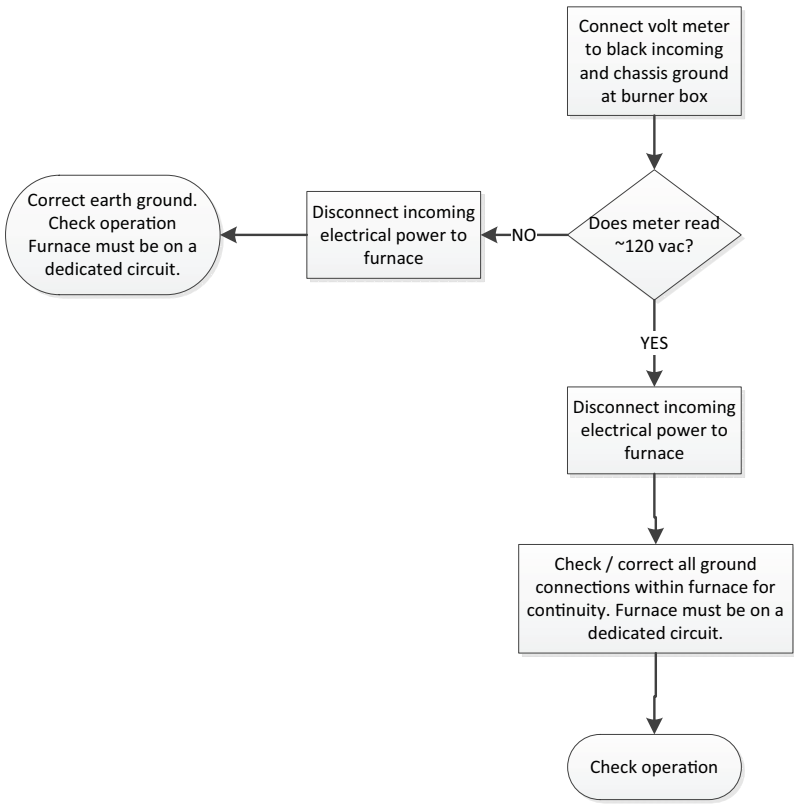 Connect volt meter
to black incoming
and chassis ground
at burner box
Does meter read
~120 vac?
NO
Disconnect incoming
electrical power to
furnace
Correct earth ground.
Check operation
Furnace must be on a
dedicated circuit.
YES
Disconnect incoming
electrical power to
furnace
Check / correct all ground
connections within furnace for
continuity. Furnace must be on a
dedicated circuit.
Check operation